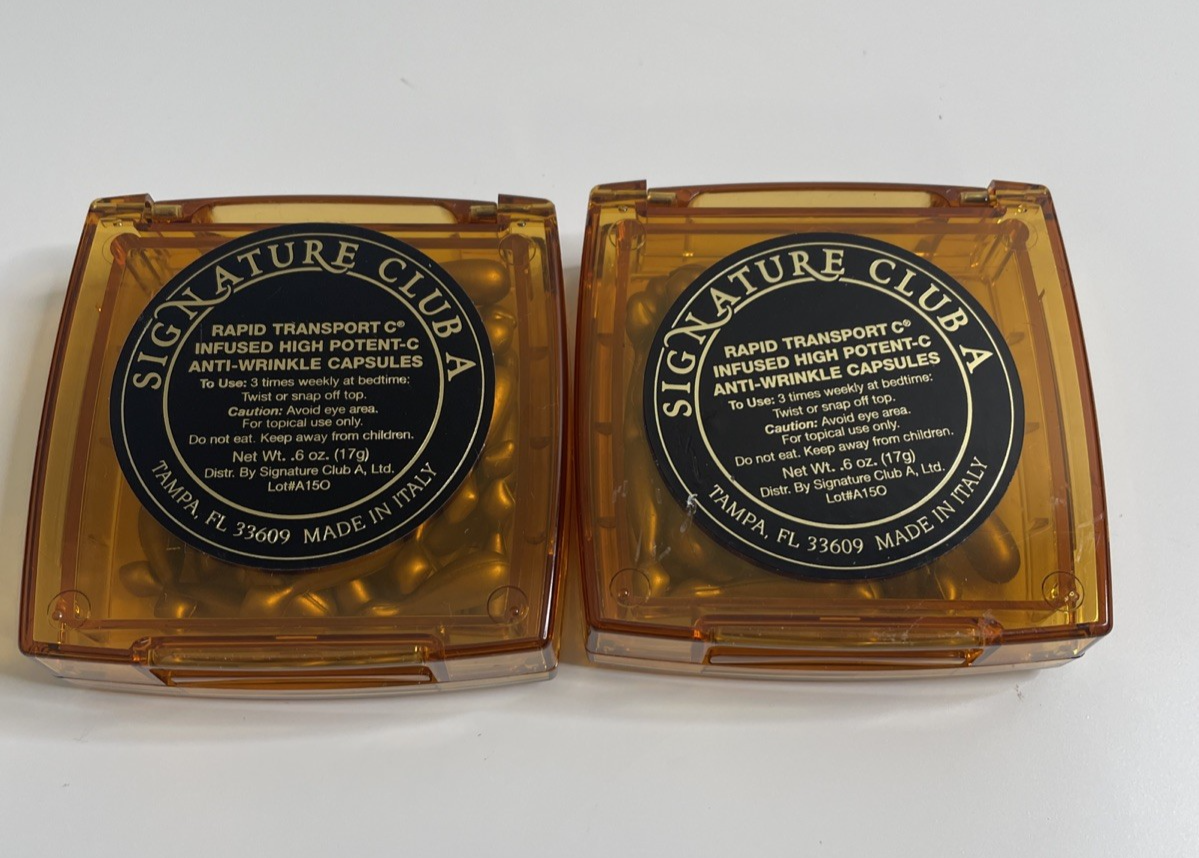 SIGNATURE CLUB A
RAPID TRANSPORT C®
INFUSED HIGH POTENT-C
ANTI-WRINKLE CAPSULES
To Use: 3 times weekly at bedtime:
Twist or snap off top.
Caution: Avoid eye area.
For topical use only.
Do not eat. Keep away from children.
Net Wt. .6 oz. (17g)
Distr. By Signature Club A, Ltd.
Lot#A15O
TAMPA, FL 33609 MADE IN ITALY
SIGNATURE CLUB A
RAPID TRANSPORT C®
INFUSED HIGH POTENT-C
ANTI-WRINKLE CAPSULES
To Use: 3 times weekly at bedtime:
Twist or snap off top.
Caution: Avoid eye area.
For topical use only.
Do not eat. Keep away from children.
Net Wt. .6 oz. (17g)
Distr. By Signature Club A, Ltd.
Lot#A15O
TAMPA, FL 33609 MADE IN ITALY